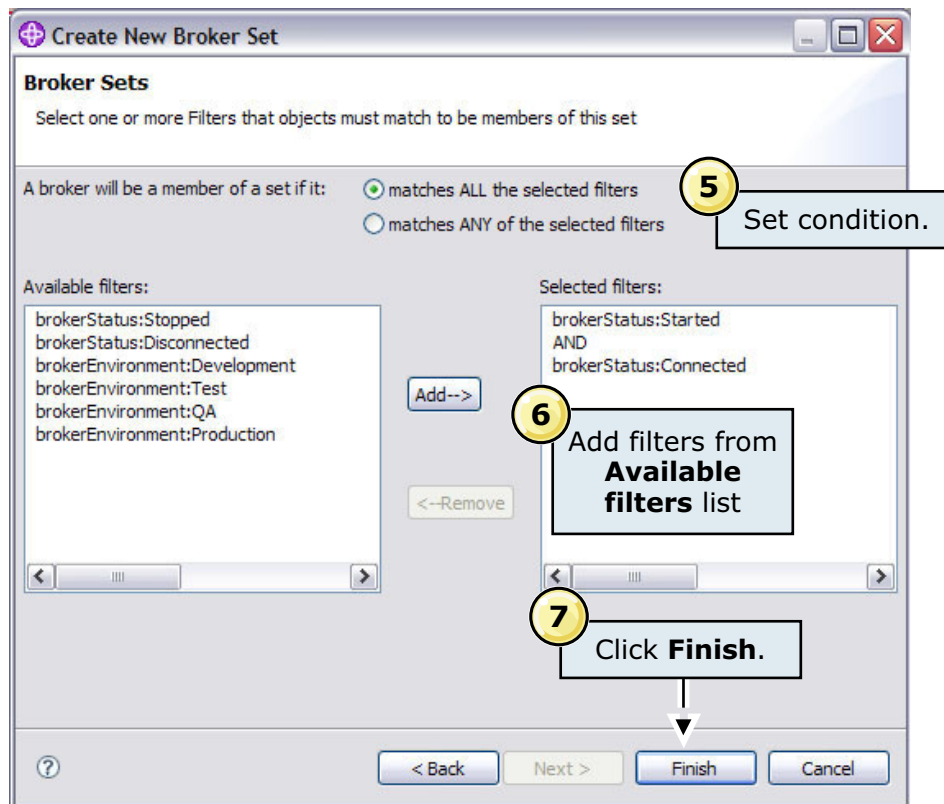 Create New Broker Set
Broker Sets
Select one or more Filters that objects must match to be members of this set
A broker will be a member of a set if it:
matches ALL the selected filters
matches ANY of the selected filters
5
Set condition.
Available filters:
brokerStatus:Stopped
brokerStatus:Disconnected
brokerEnvironment:Development
brokerEnvironment:Test
brokerEnvironment:QA
brokerEnvironment:Production
Add-->
<--Remove
Selected filters:
brokerStatus:Started
AND
brokerStatus:Connected
6
Add filters from
Available
filters list
7
Click Finish.
?
< Back
Next >
Finish
Cancel